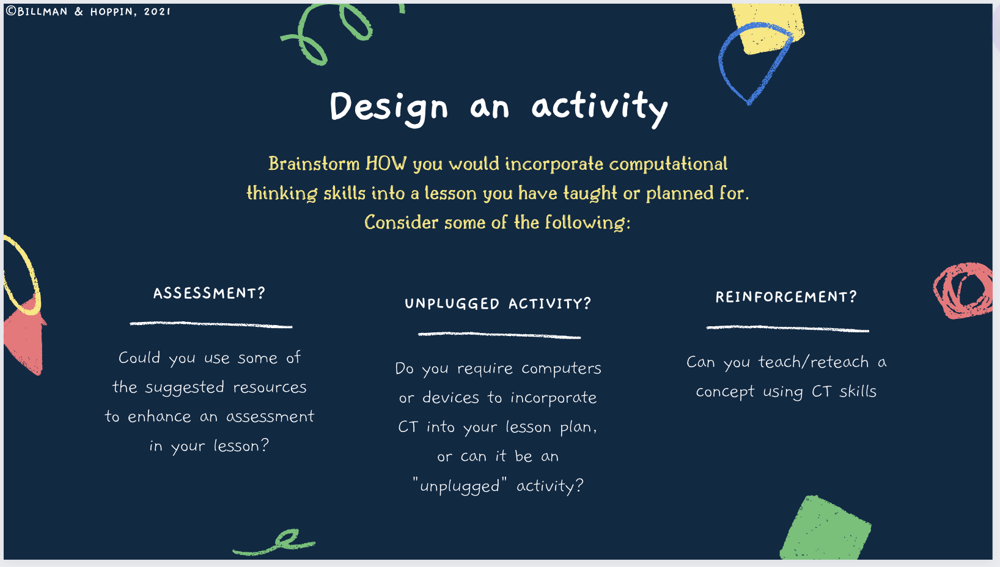 ©BILLMAN & HOPPIN, 2021
Design an activity
Brainstorm HOW you would incorporate computational
thinking skills into a lesson you have taught or planned for.
Consider some of the following:
ASSESSMENT?
Could you use some of
the suggested resources
to enhance an assessment
in your lesson?
UNPLUGGED ACTIVITY?
Do you require computers
or devices to incorporate
CT into your lesson plan,
or can it be an
"unplugged" activity?
REINFORCEMENT?
Can you teach/reteach a
concept using CT skills